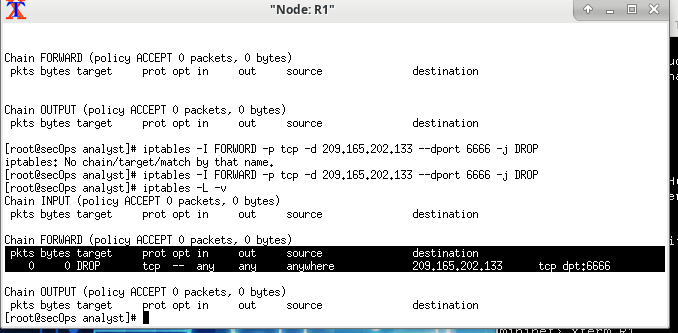 "Node: R1"
Chain FORWARD (policy ACCEPT 0 packets, 0 bytes)
pkts bytes target     prot opt in     out     source               destination
Chain OUTPUT (policy ACCEPT 0 packets, 0 bytes)
pkts bytes target     prot opt in     out     source               destination
[root@secOps analyst]# iptables -I FORWORD -p tcp -d 209.165.202.133 --dport 6666 -j DROP
iptables: No chain/target/match by that name.
[root@secOps analyst]# iptables -I FORWARD -p tcp -d 209.165.202.133 --dport 6666 -j DROP
[root@secOps analyst]# iptables -L -v
Chain INPUT (policy ACCEPT 0 packets, 0 bytes)
pkts bytes target     prot opt in     out     source               destination
Chain FORWARD (policy ACCEPT 0 packets, 0 bytes)
pkts bytes target     prot opt in     out     source               destination
0     0 DROP       tcp  --  any    any     anywhere             209.165.202.133      tcp dpt:6666
Chain OUTPUT (policy ACCEPT 0 packets, 0 bytes)
pkts bytes target     prot opt in     out     source               destination
[root@secOps analyst]#